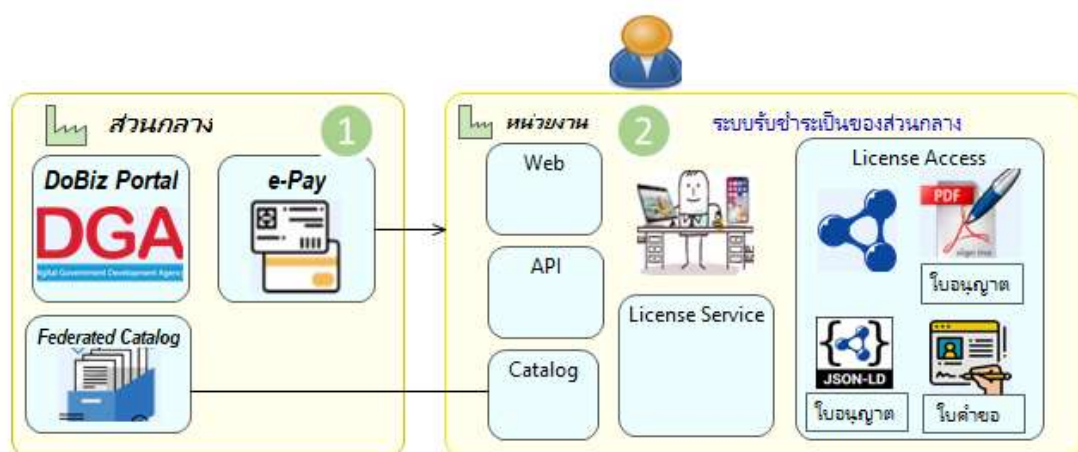 ส่วนกลาง
1
DoBiz Portal
DGA
Digital Government Development Agency
e-Pay
Federated Catalog
หน่วยงาน
2
ระบบรับชำระเป็นของส่วนกลาง
Web
API
Catalog
License Service
License Access
PDF
ใบอนุญาต
JSON-LD
ใบอนุญาต
ใบคำขอ